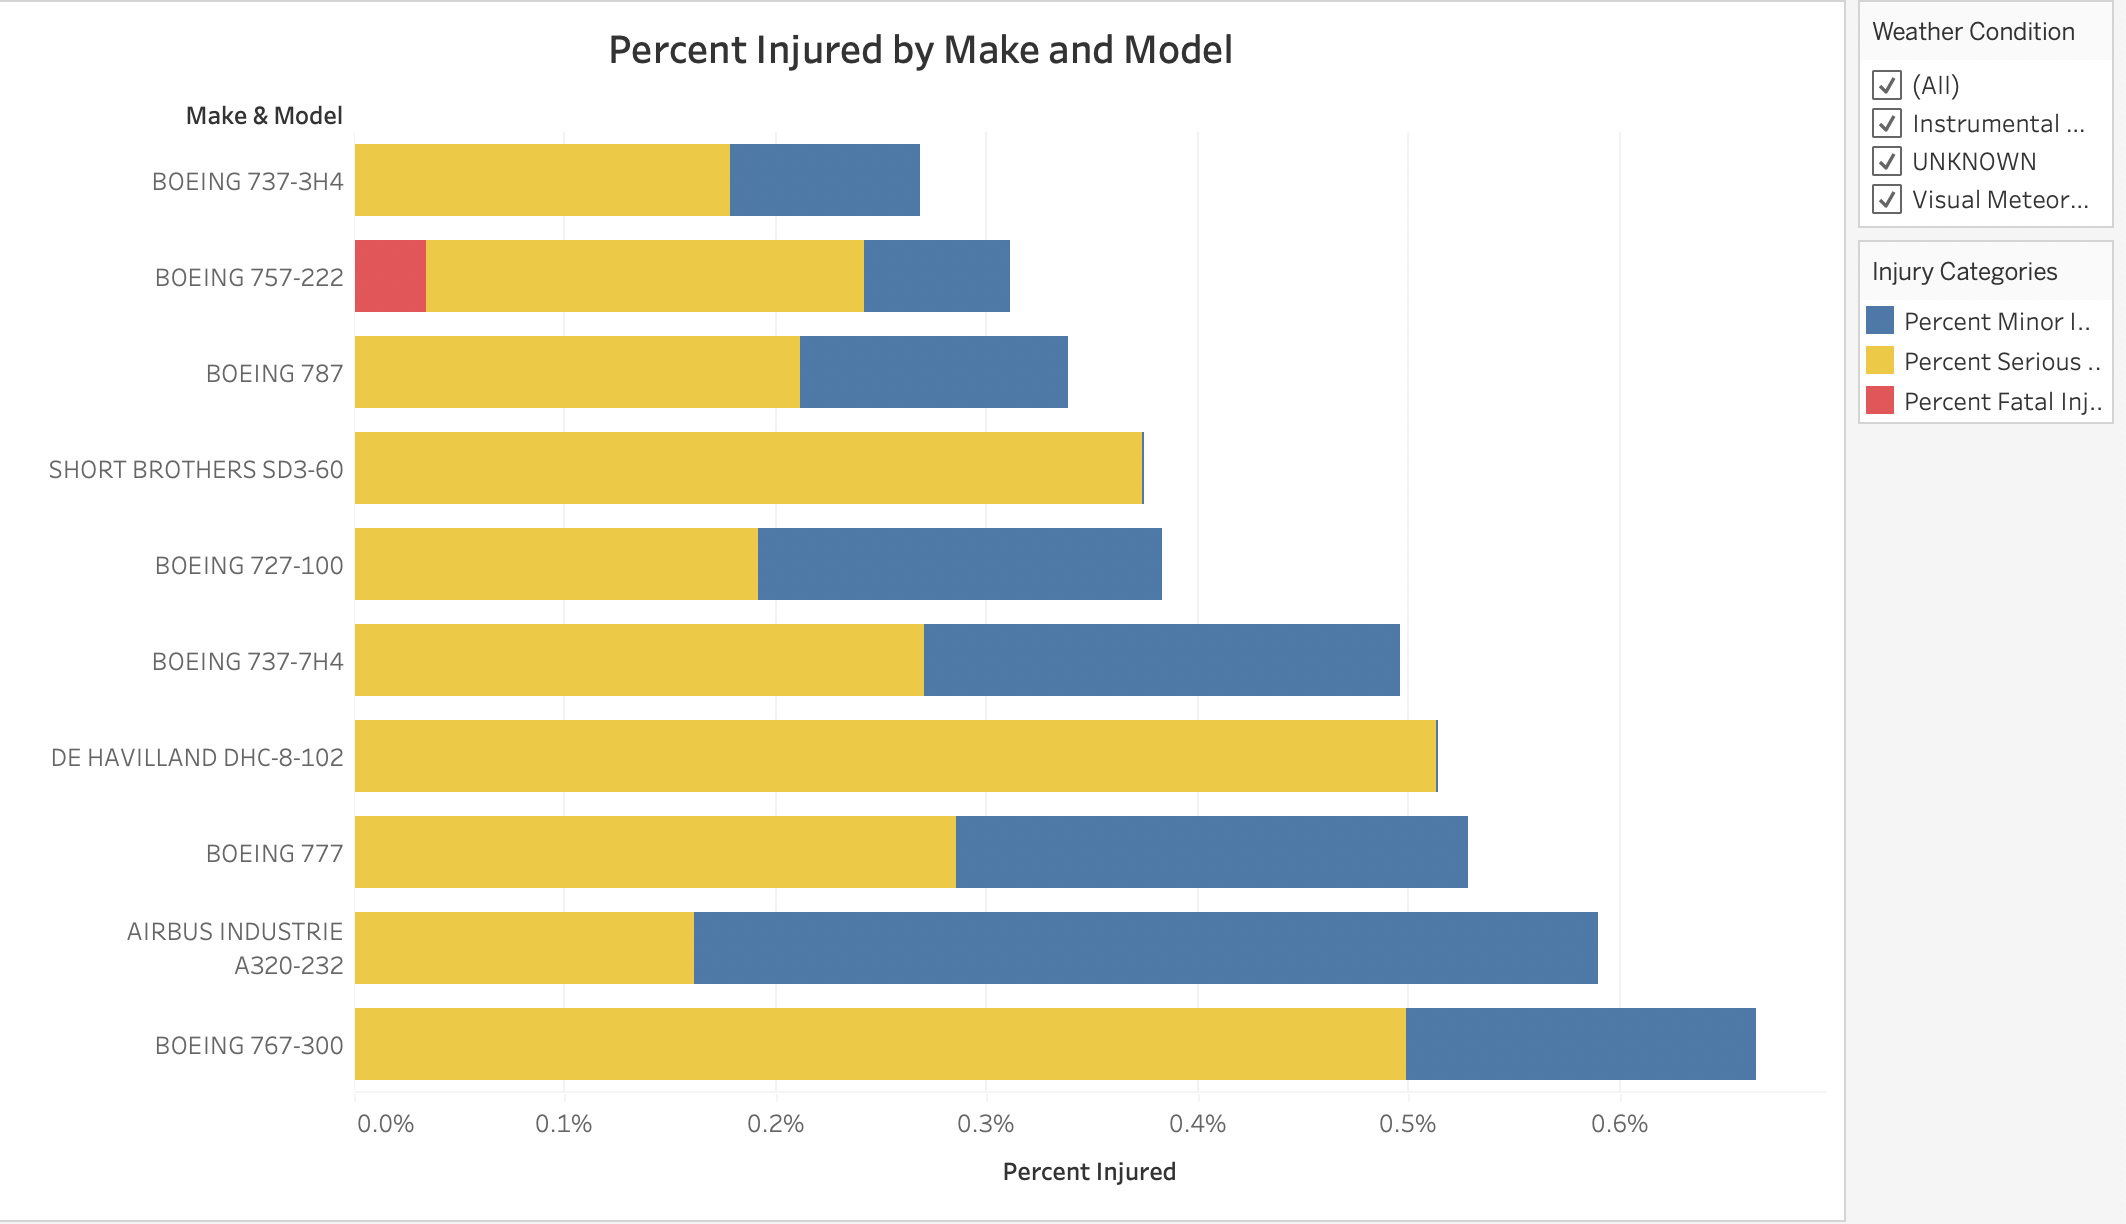 Percent Injured by Make and Model
Make & Model
BOEING 737-3H4
BOEING 757-222
BOEING 787
SHORT BROTHERS SD3-60
BOEING 727-100
BOEING 737-7H4
DE HAVILLAND DHC-8-102
BOEING 777
AIRBUS INDUSTRIE
A320-232
BOEING 767-300
0.0% 0.1% 0.2% 0.3% 0.4% 0.5% 0.6%
Percent Injured
Weather Condition
(All)
Instrumental ...
UNKNOWN
Visual Meteor...
Injury Categories
Percent Minor I..
Percent Serious ..
Percent Fatal Inj..